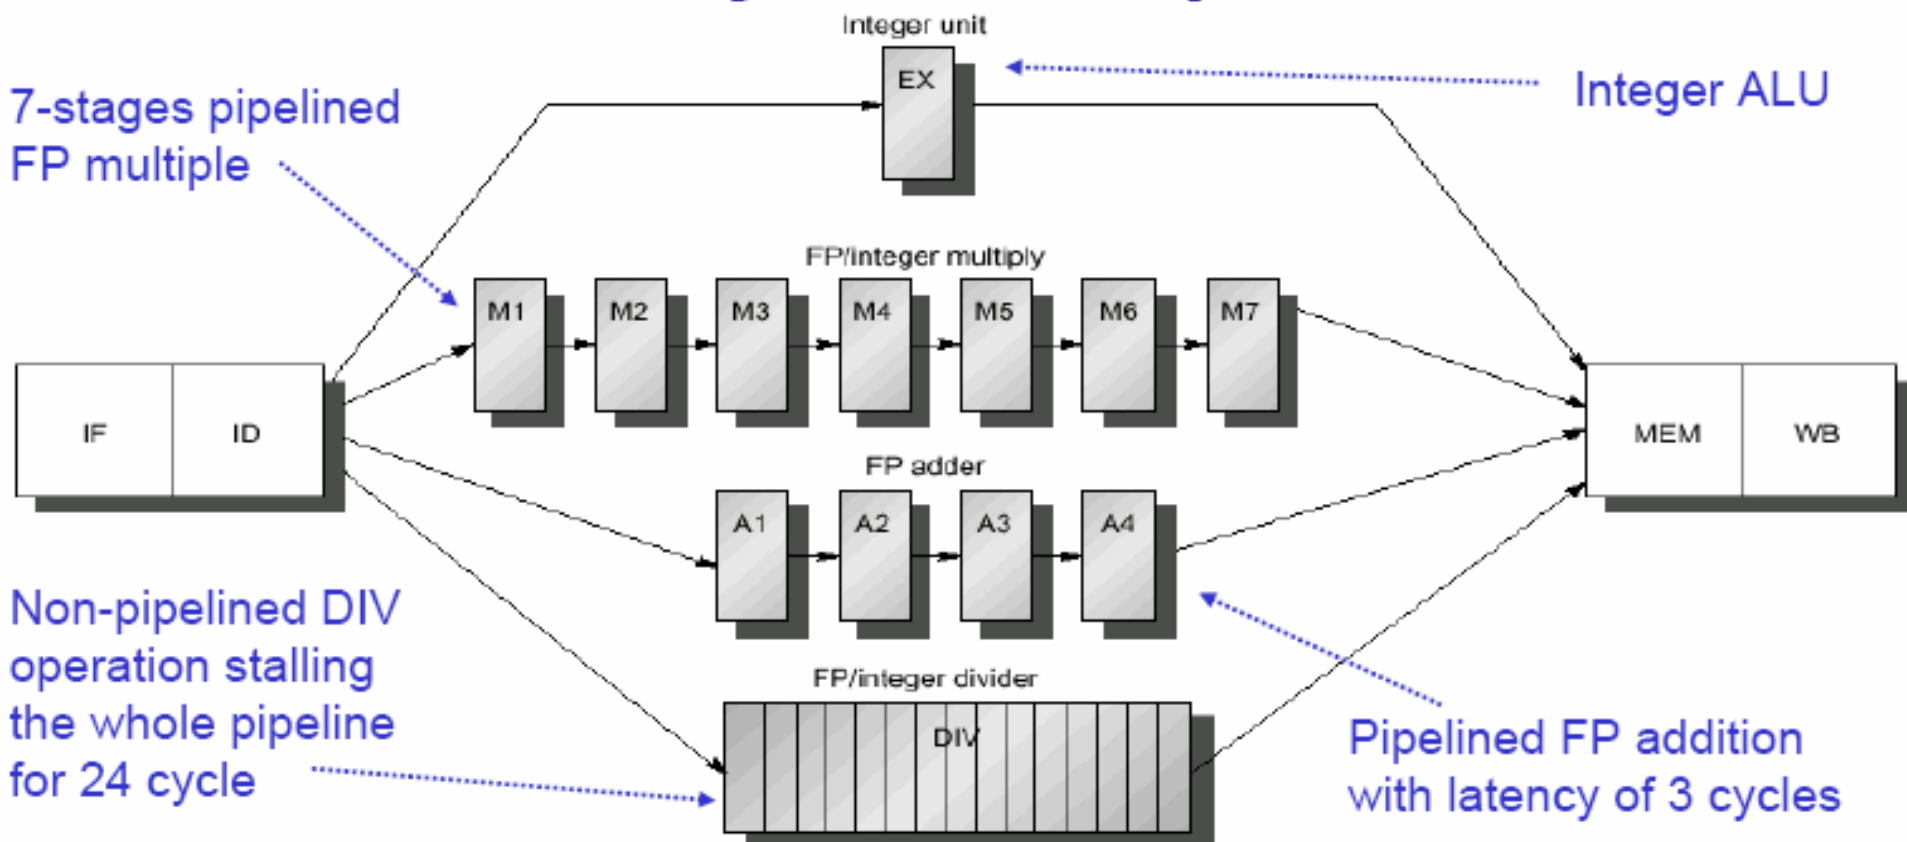 Integer unit
EX
Integer ALU
7-stages pipelined
FP multiple
FP/integer multiply
M1 M2 M3 M4 M5 M6 M7
IF ID
MEM WB
FP adder
A1 A2 A3 A4
Non-pipelined DIV
operation stalling
the whole pipeline
for 24 cycle
FP/integer divider
DIV
Pipelined FP addition
with latency of 3 cycles